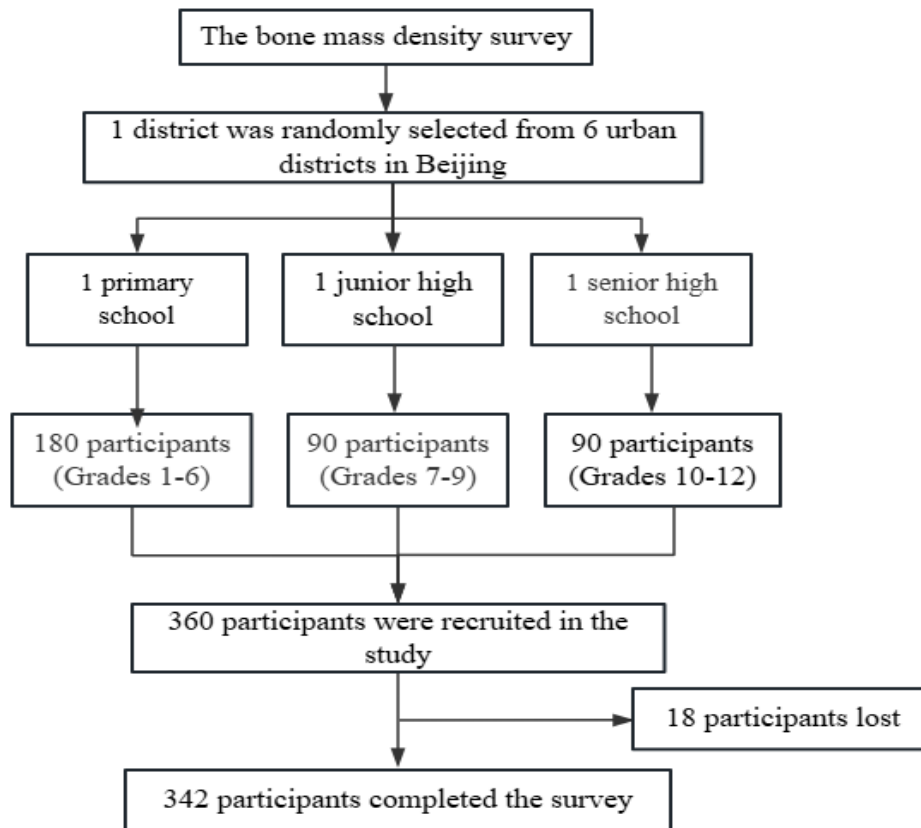 The bone mass density survey
1 district was randomly selected from 6 urban
districts in Beijing
1 primary
school
1 junior high
school
1 senior high
school
180 participants
(Grades 1-6)
90 participants
(Grades 7-9)
90 participants
(Grades 10-12)
360 participants were recruited in the
study
18 participants lost
342 participants completed the survey